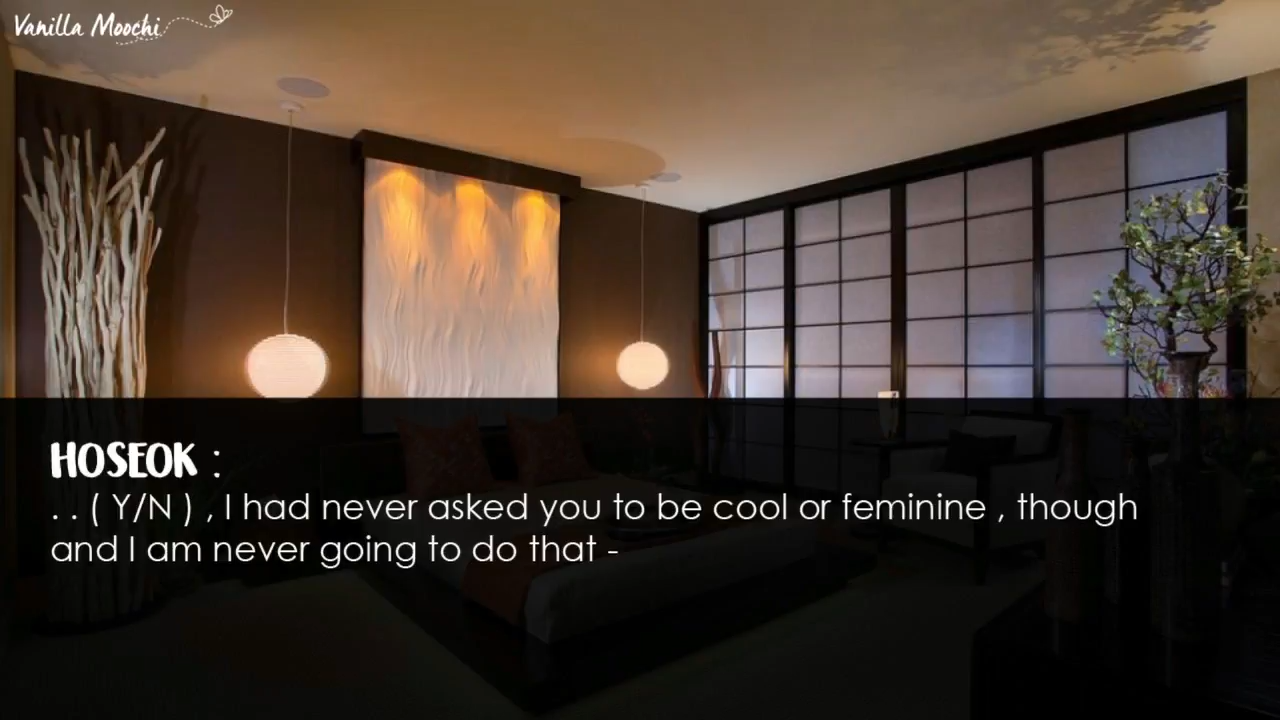 Vanilla Moochi
HOSEOK :
. . ( Y/N ) , I had never asked you to be cool or feminine , though
and I am never going to do that -